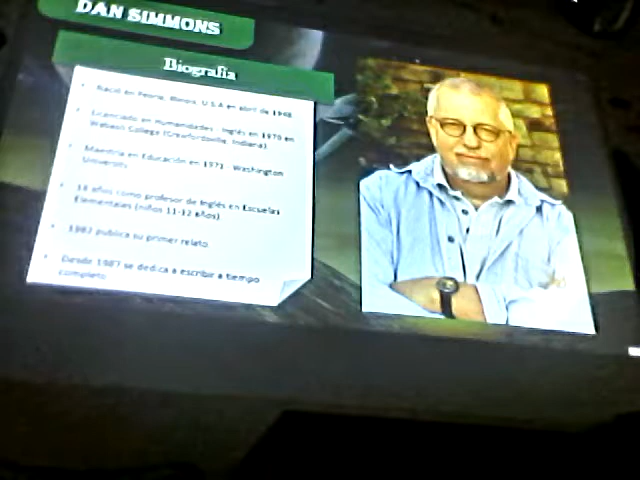 DAN SIMMONS
Biografía
Nació en Peoria, Illinois, U.S.A en abril de 1948
Licenciado en Humanidades - Inglés en 1970 en
Wabash College (Crawfordsville, Indiana)
Maestría en Educación en 1971 - Washington
University
18 años como profesor de Inglés en Escuelas
Elementales (niños 11-12 años)
1982 publica su primer relato
Desde 1987 se dedica a escribir a tiempo
completo